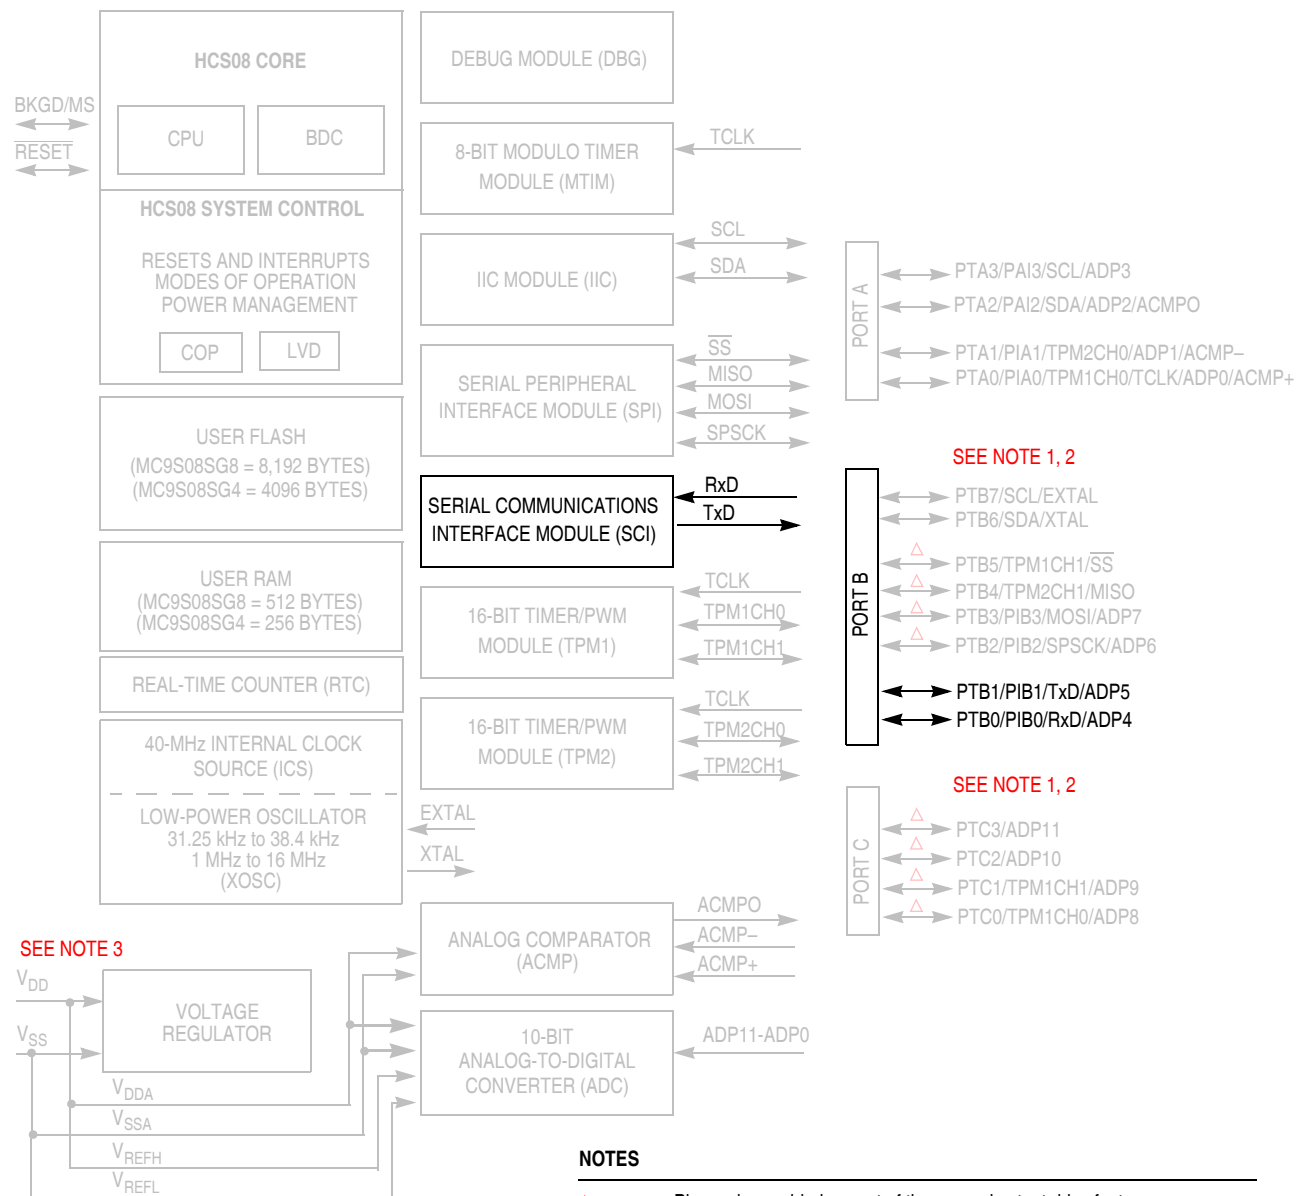 HCS08 CORE
CPU
BDC
BKGD/MS
RESET
HCS08 SYSTEM CONTROL
RESETS AND INTERRUPTS
MODES OF OPERATION
POWER MANAGEMENT
COP
LVD
USER FLASH
(MC9S08SG8 = 8,192 BYTES)
(MC9S08SG4 = 4096 BYTES)
USER RAM
(MC9S08SG8 = 512 BYTES)
(MC9S08SG4 = 256 BYTES)
REAL-TIME COUNTER (RTC)
40-MHz INTERNAL CLOCK
SOURCE (ICS)
LOW-POWER OSCILLATOR
31.25 kHz to 38.4 kHz
1 MHz to 16 MHz
(XOSC)
EXTAL
XTAL
SEE NOTE 3
VDD
VSS
VOLTAGE
REGULATOR
VDDA
VSSA
VREFH
VREFL
DEBUG MODULE (DBG)
8-BIT MODULO TIMER
MODULE (MTIM)
TCLK
IIC MODULE (IIC)
SCL
SDA
SERIAL PERIPHERAL
INTERFACE MODULE (SPI)
SS
MISO
MOSI
SPSCK
SERIAL COMMUNICATIONS
INTERFACE MODULE (SCI)
RxD
TxD
16-BIT TIMER/PWM
MODULE (TPM1)
TCLK
TPM1CH0
TPM1CH1
16-BIT TIMER/PWM
MODULE (TPM2)
TCLK
TPM2CH0
TPM2CH1
ANALOG COMPARATOR
(ACMP)
ACMPO
ACMP–
ACMP+
10-BIT
ANALOG-TO-DIGITAL
CONVERTER (ADC)
ADP11-ADP0
PORT A
PTA3/PAI3/SCL/ADP3
PTA2/PAI2/SDA/ADP2/ACMPO
PTA1/PIA1/TPM2CH0/ADP1/ACMP–
PTA0/PIA0/TPM1CH0/TCLK/ADP0/ACMP+
SEE NOTE 1, 2
PORT B
PTB7/SCL/EXTAL
PTB6/SDA/XTAL
PTB5/TPM1CH1/SS
PTB4/TPM2CH1/MISO
PTB3/PIB3/MOSI/ADP7
PTB2/PIB2/SPSCK/ADP6
PTB1/PIB1/TxD/ADP5
PTB0/PIB0/RxD/ADP4
SEE NOTE 1, 2
PORT C
PTC3/ADP11
PTC2/ADP10
PTC1/TPM1CH1/ADP9
PTC0/TPM1CH0/ADP8
NOTES